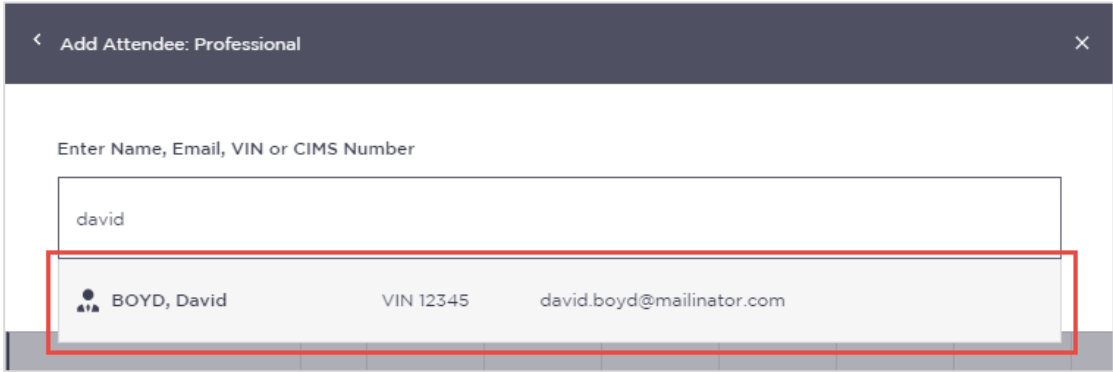 Add Attendee: Professional
Enter Name, Email, VIN or CIMS Number
david
BOYD, David VIN 12345 david.boyd@mailinator.com